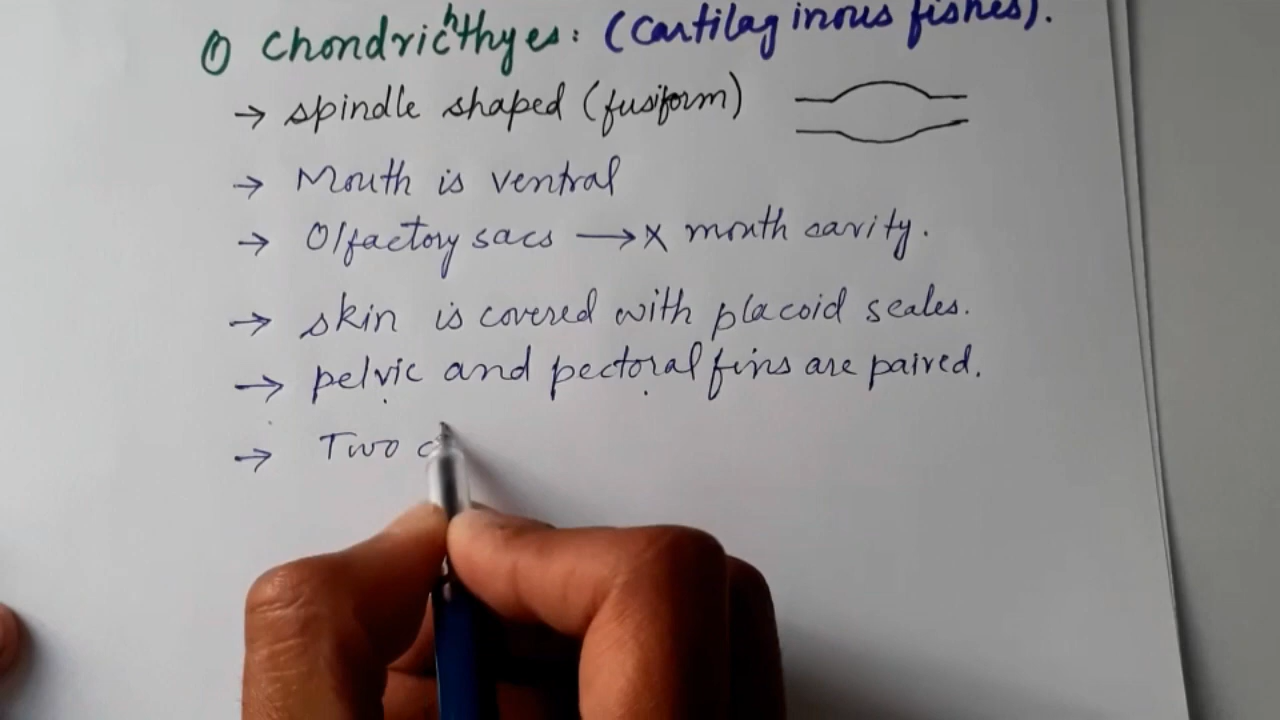 ① Chondrichthyes: (Cartilaginous fishes).
→ spindle shaped (fusiform)
→ Mouth is ventral
→ Olfactory sacs → x mouth cavity.
→ skin is covered with placoid scales.
→ pelvic and pectoral fins are paired.
→ Two